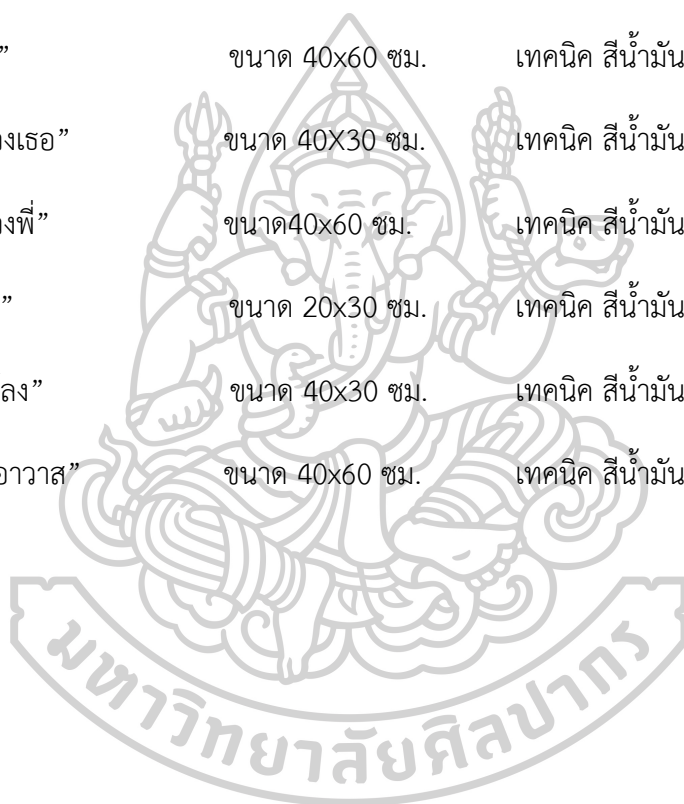 ” ขนาด 40x60 ซม. เทคนิค สีน้ำมัน
งเธอ” ขนาด 40X30 ซม. เทคนิค สีน้ำมัน
งพี่” ขนาด40x60 ซม. เทคนิค สีน้ำมัน
” ขนาด 20x30 ซม. เทคนิค สีน้ำมัน
ลง” ขนาด 40x30 ซม. เทคนิค สีน้ำมัน
อาวาส” ขนาด 40x60 ซม. เทคนิค สีน้ำมัน
มหาวิทยาลัยศิลปากร